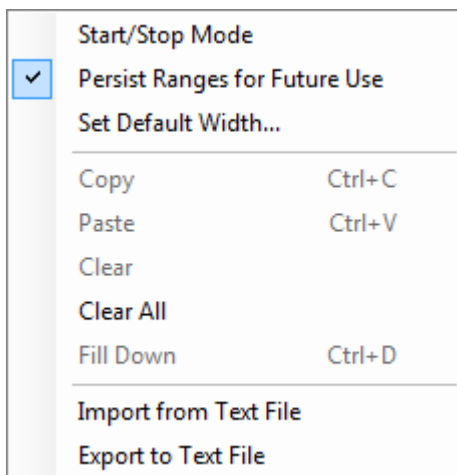 Start/Stop Mode
Persist Ranges for Future Use
Set Default Width...
Copy Ctrl+C
Paste Ctrl+V
Clear
Clear All
Fill Down Ctrl+D
Import from Text File
Export to Text File